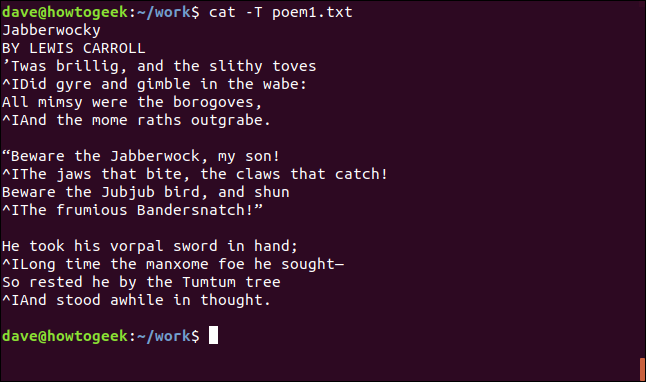 dave@howtogeek:~/work$ cat -T poem1.txt
Jabberwocky
BY LEWIS CARROLL
’Twas brillig, and the slithy toves
^IDid gyre and gimble in the wabe:
All mimsy were the borogoves,
^IAnd the mome raths outgrabe.

“Beware the Jabberwock, my son!
^IThe jaws that bite, the claws that catch!
Beware the Jubjub bird, and shun
^IThe frumious Bandersnatch!”

He took his vorpal sword in hand;
^ILong time the manxome foe he sought—
So rested he by the Tumtum tree
^IAnd stood awhile in thought.

dave@howtogeek:~/work$